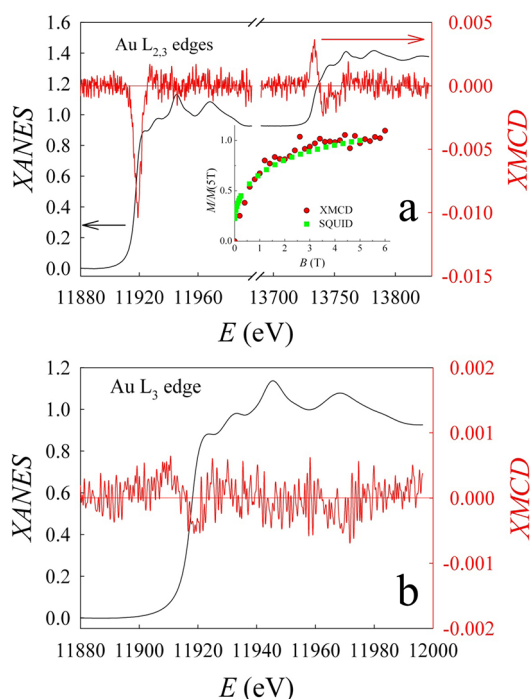 1.6 0.005
Au L2,3 edges
1.4
1.2 0.000
1.0
XANES XMCD
0.8 -0.005
1.0
M/M(5T)
0.6 0.5
XMCD
SQUID
a
0.4 -0.010
0.0
0 1 2 3 4 5 6
B (T)
0.2
0.0 -0.015
11880 11920 11960 13700 13750 13800
E (eV)
1.2 0.002
Au L3 edge
1.0 0.001
0.8
XANES XMCD
0.6 0.000
0.4
-0.001
0.2
b
0.0 -0.002
11880 11900 11920 11940 11960 11980 12000
E (eV)